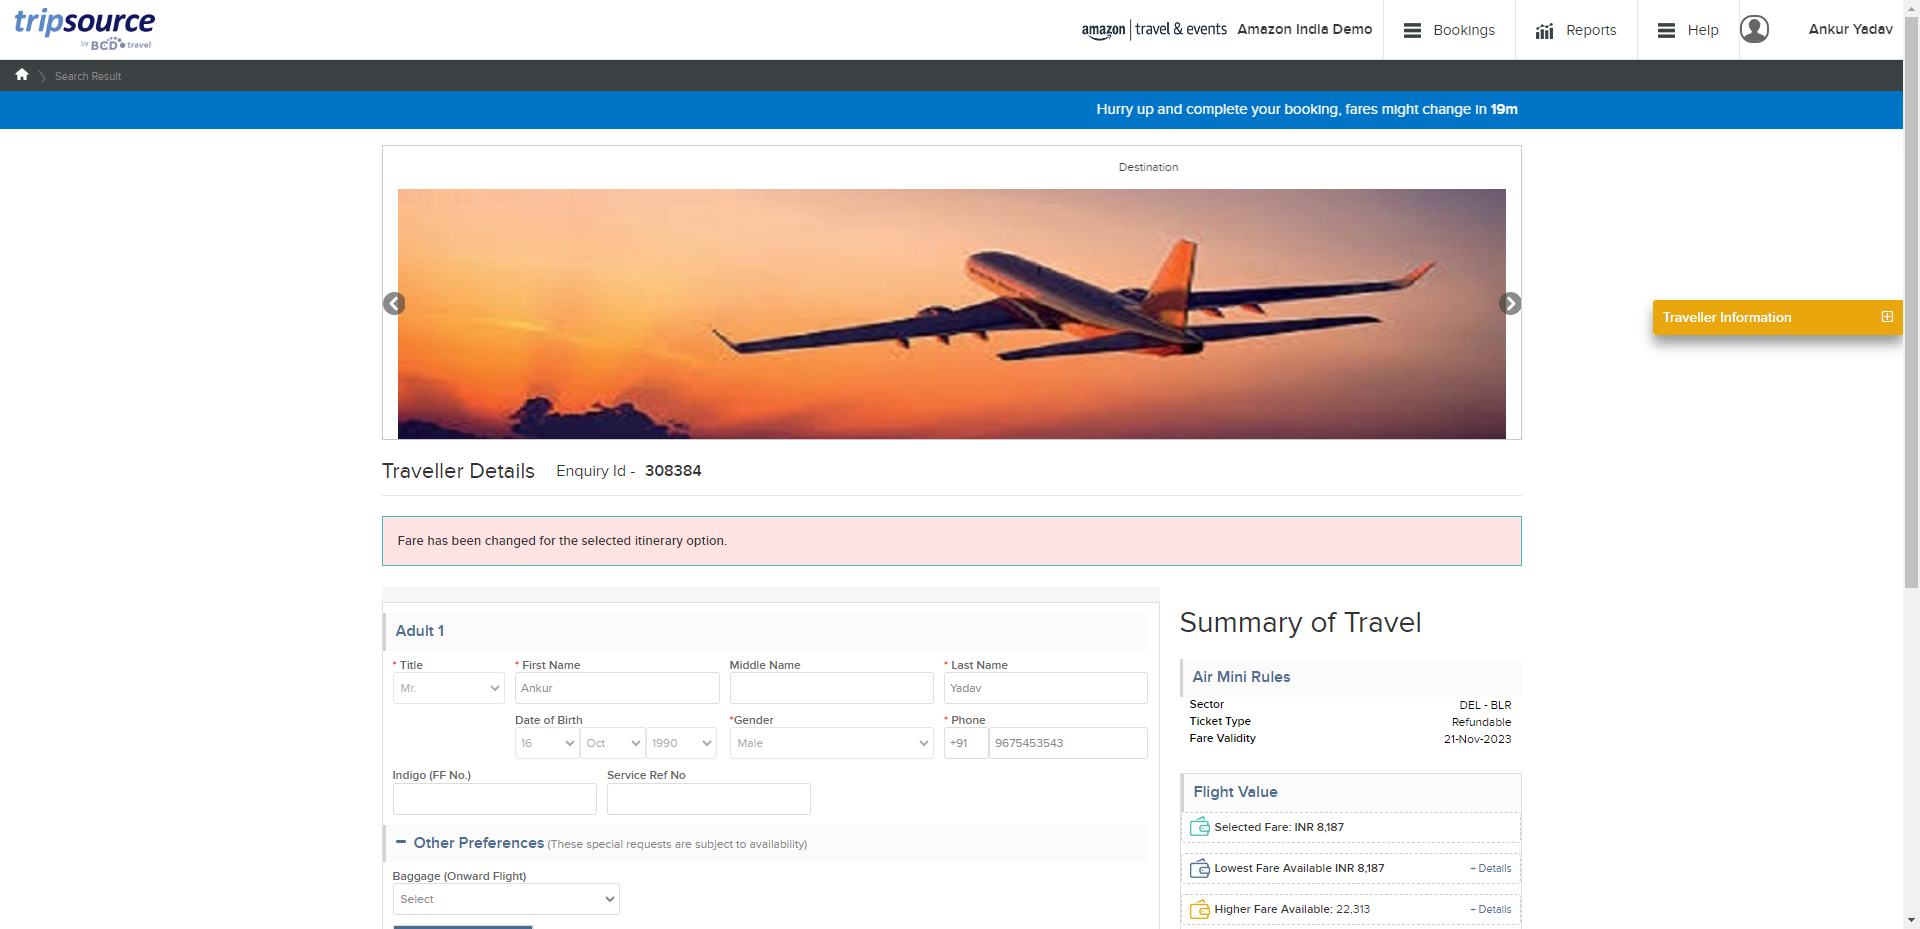 tripsource
by BCD travel
amazon travel & events Amazon India Demo
Bookings
Reports
Help
Ankur Yadav
Search Result
Hurry up and complete your booking, fares might change in 19m
Destination
Traveller Information
Traveller Details Enquiry Id - 308384
Fare has been changed for the selected itinerary option.
Adult 1
* Title
* First Name
Middle Name
* Last Name
Mr.
Ankur
Yadav
Date of Birth
*Gender
* Phone
16
Oct
1990
Male
+91
9675453543
Indigo (FF No.)
Service Ref No
Other Preferences (These special requests are subject to availability)
Baggage (Onward Flight)
Select
Summary of Travel
Air Mini Rules
Sector DEL - BLR
Ticket Type Refundable
Fare Validity 21-Nov-2023
Flight Value
Selected Fare: INR 8,187
Lowest Fare Available INR 8,187 + Details
Higher Fare Available: 22,313 + Details